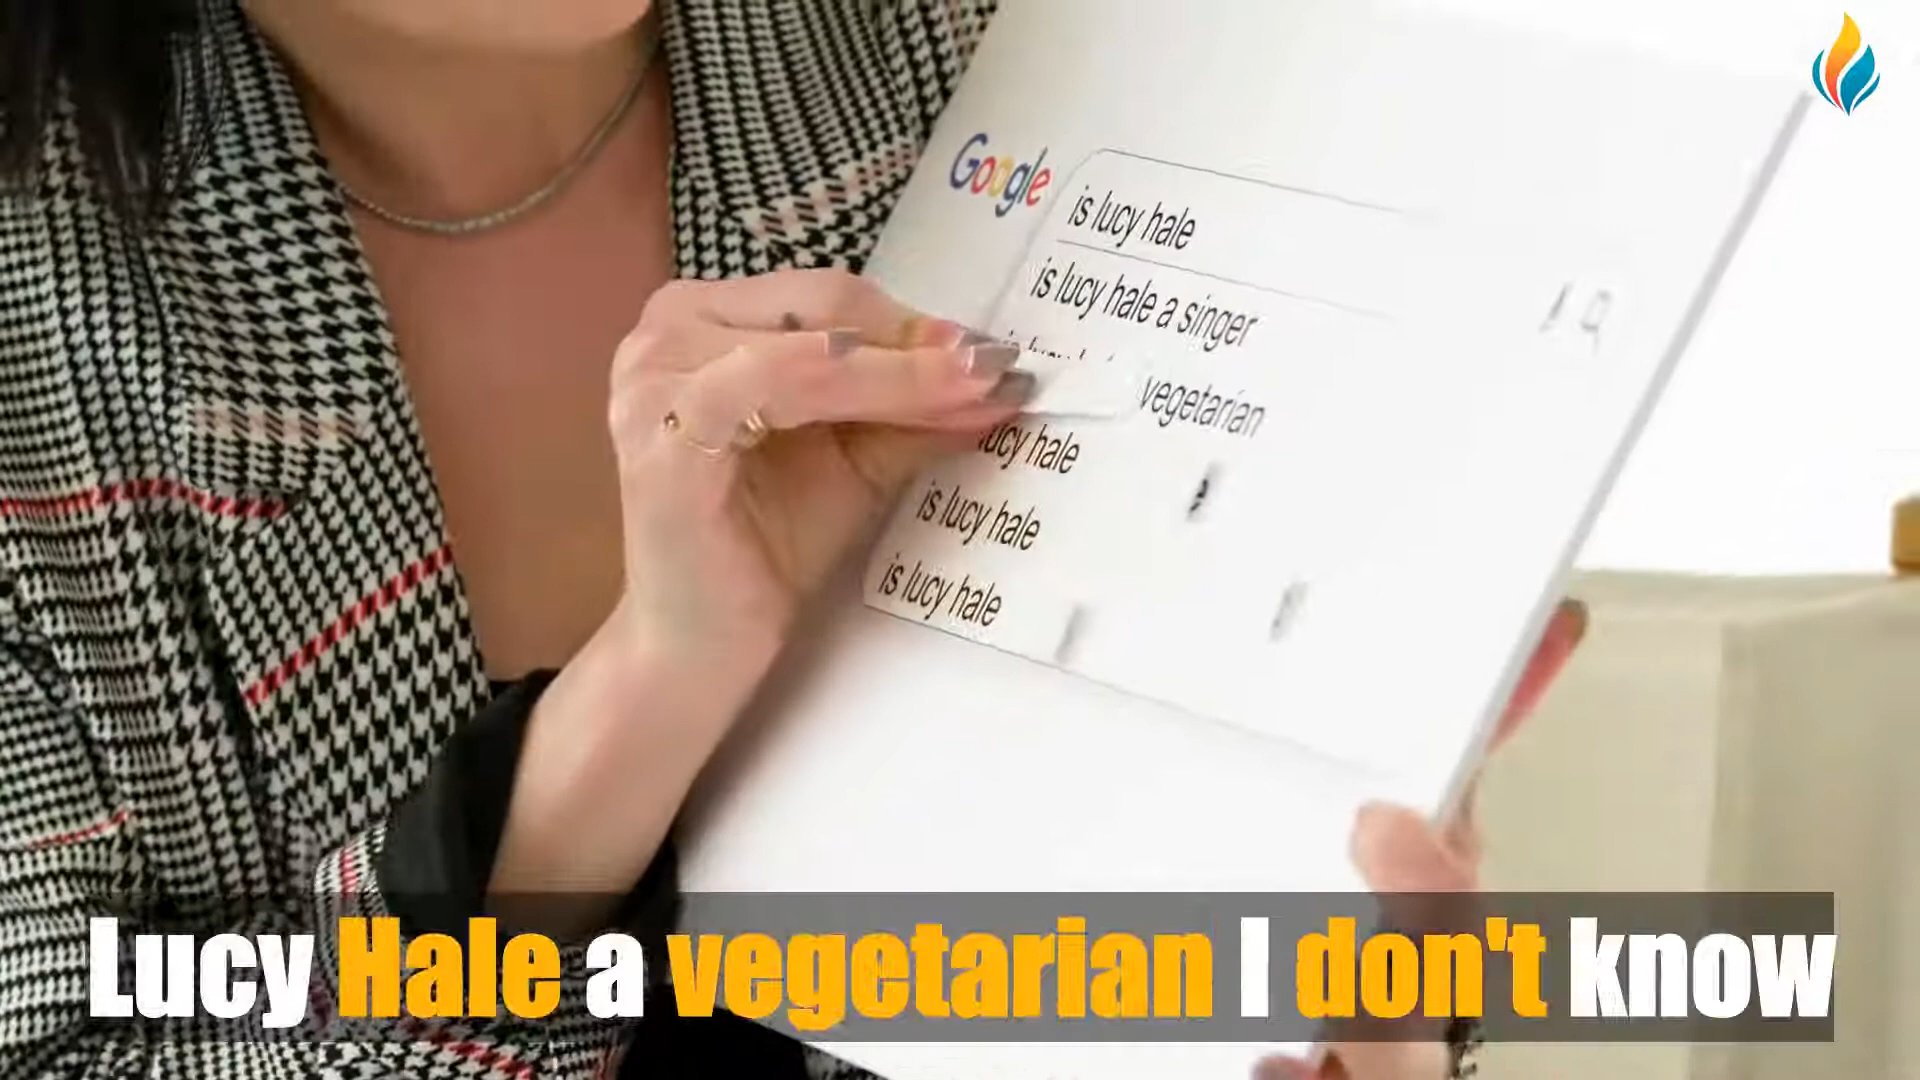 Google
is lucy hale
is lucy hale a singer
vegetarian
lucy hale
is lucy hale
is lucy hale
Lucy Hale a vegetarian I don't know